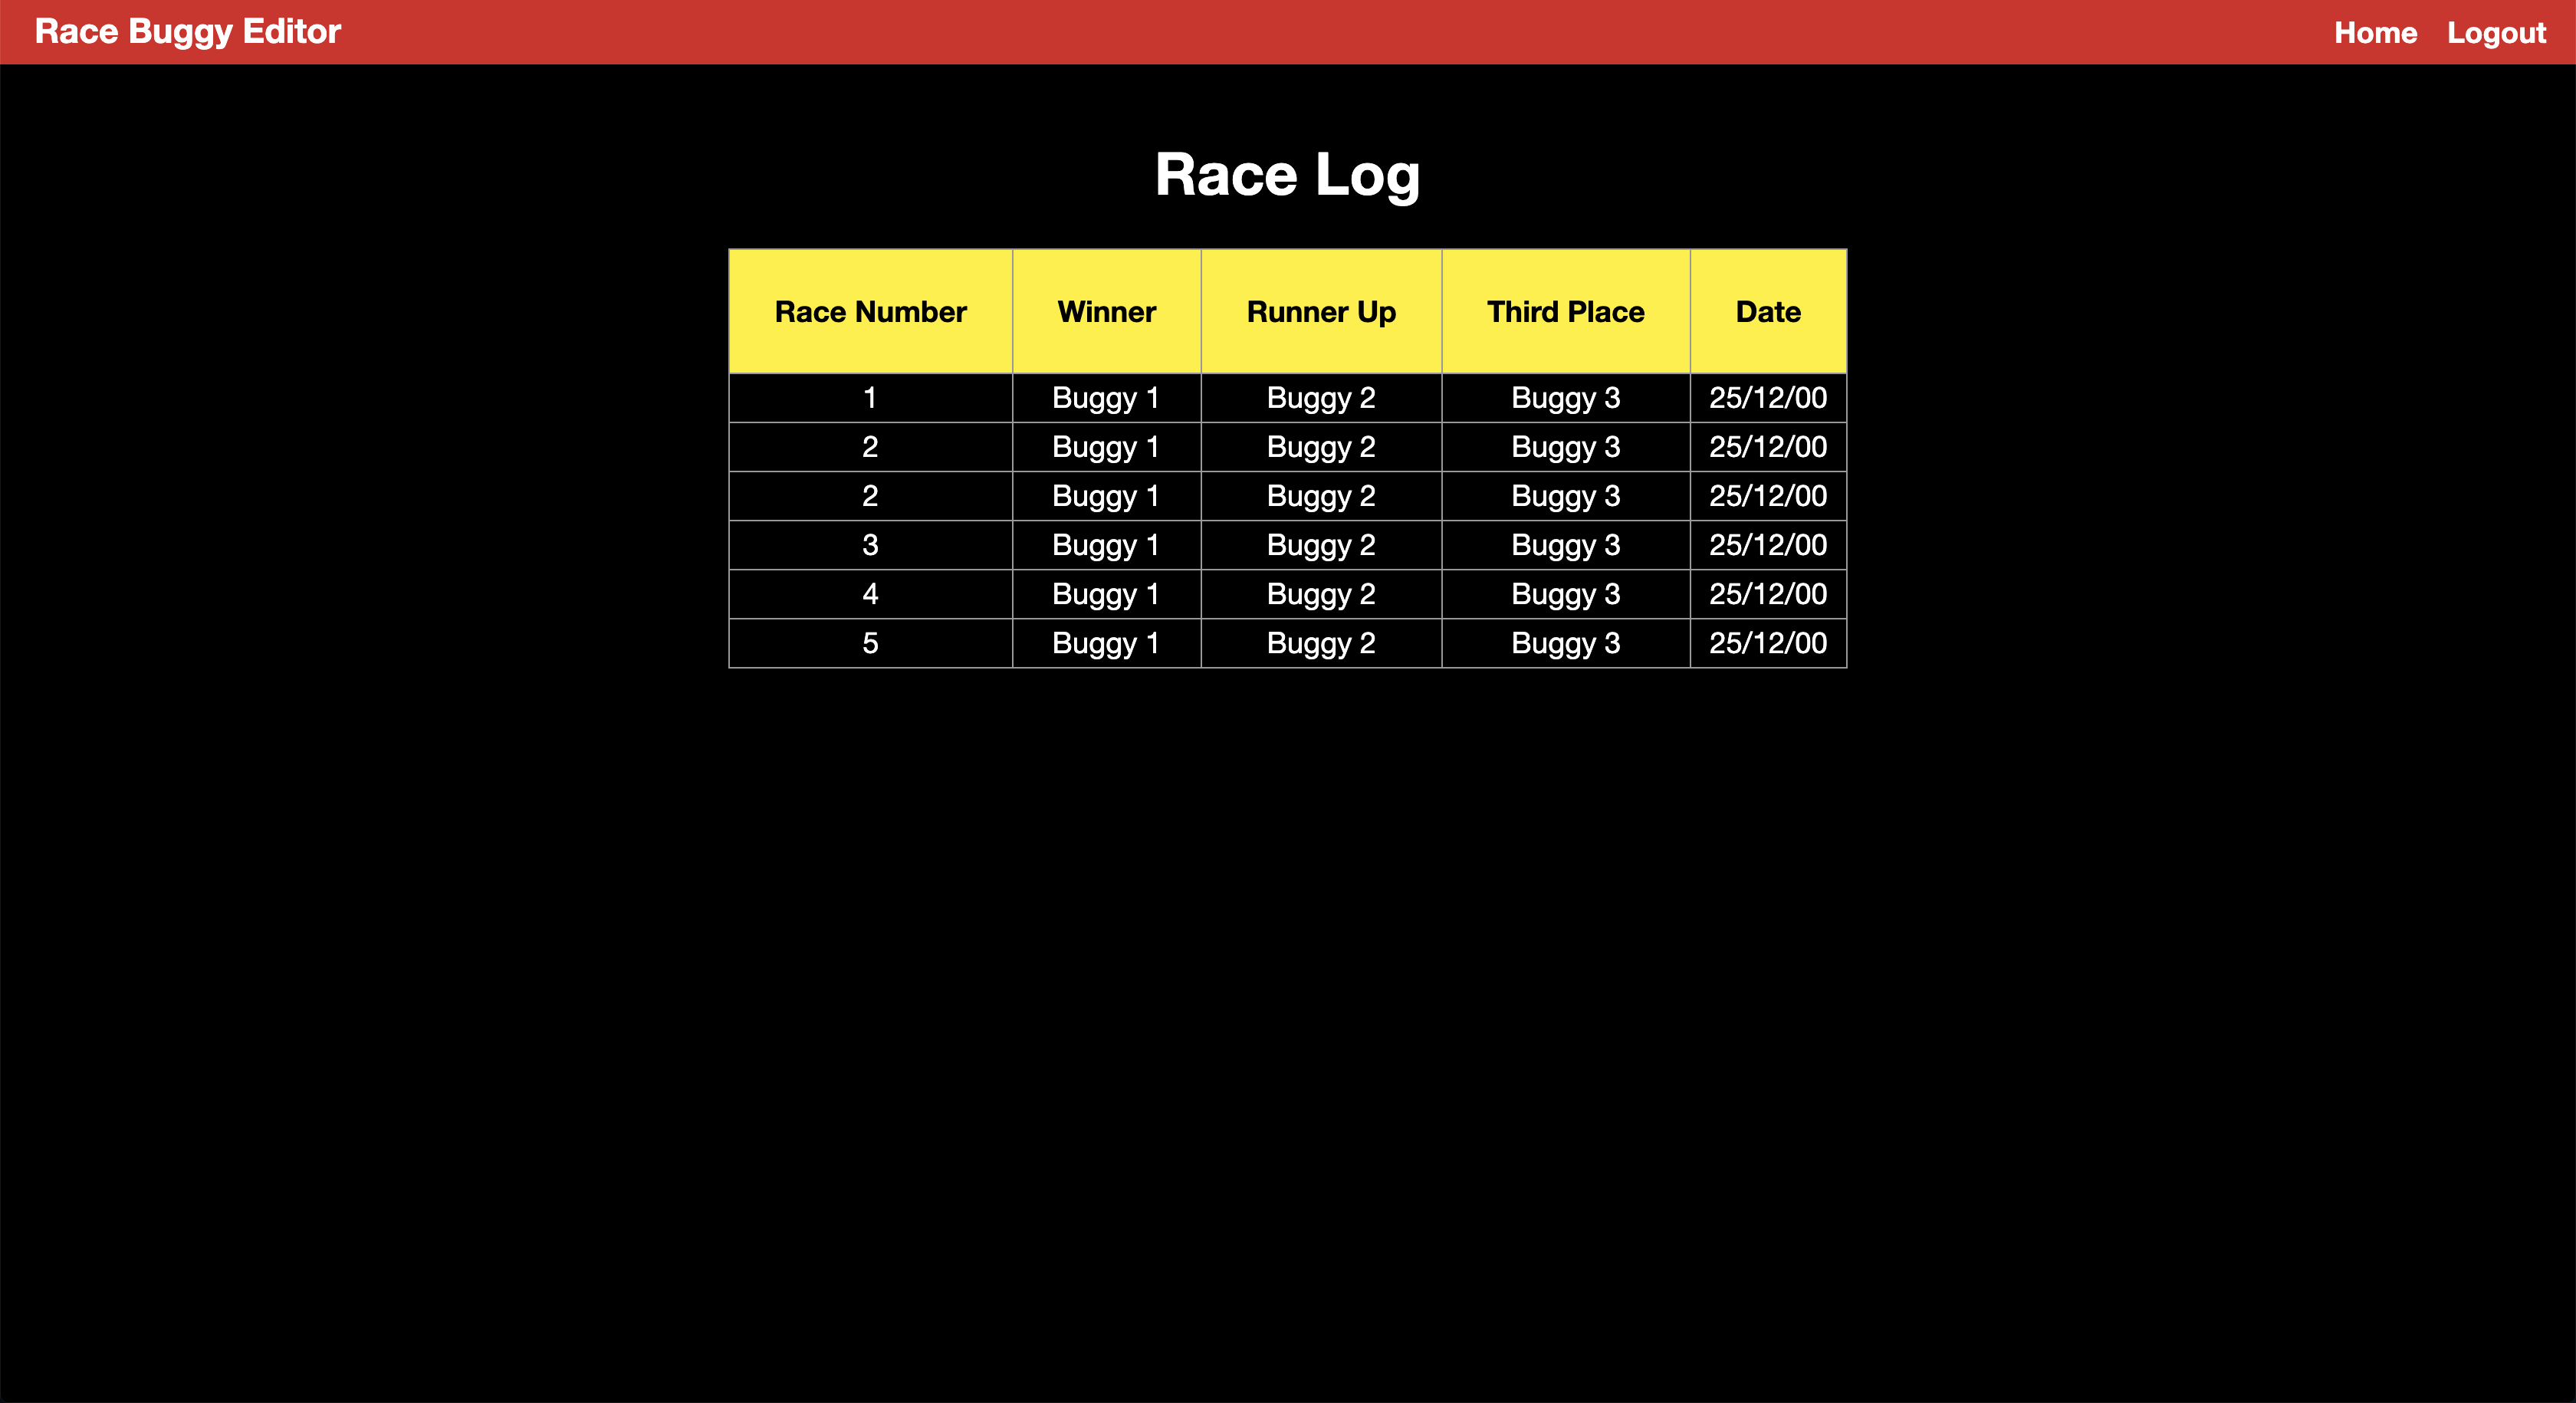 Race Buggy Editor Home Logout
Race Log
Race Number Winner Runner Up Third Place Date
1 Buggy 1 Buggy 2 Buggy 3 25/12/00
2 Buggy 1 Buggy 2 Buggy 3 25/12/00
2 Buggy 1 Buggy 2 Buggy 3 25/12/00
3 Buggy 1 Buggy 2 Buggy 3 25/12/00
4 Buggy 1 Buggy 2 Buggy 3 25/12/00
5 Buggy 1 Buggy 2 Buggy 3 25/12/00